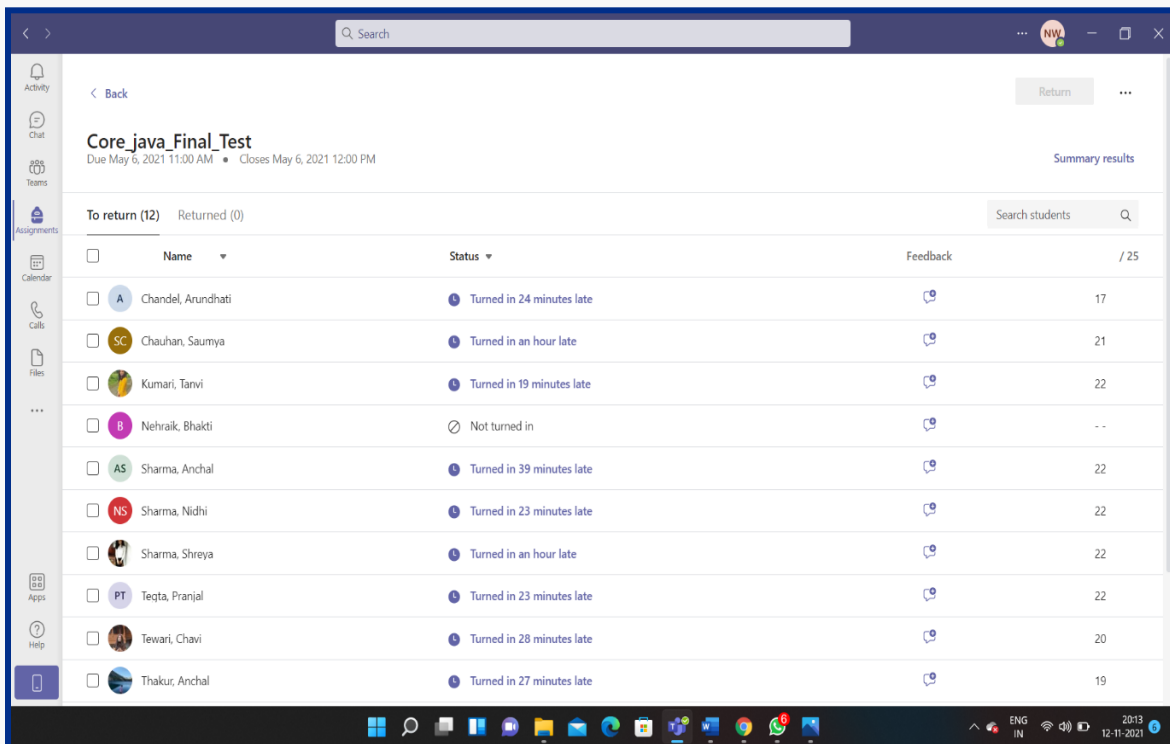 Search
NW
Activity
Chat
Teams
Assignments
Calendar
Calls
Files
Apps
Help
Back
Return
Core_java_Final_Test
Due May 6, 2021 11:00 AM • Closes May 6, 2021 12:00 PM
Summary results
To return (12) Returned (0)
Search students
Name Status Feedback / 25
A Chandel, Arundhati Turned in 24 minutes late 17
SC Chauhan, Saumya Turned in an hour late 21
Kumari, Tanvi Turned in 19 minutes late 22
B Nehraik, Bhakti Not turned in - -
AS Sharma, Anchal Turned in 39 minutes late 22
NS Sharma, Nidhi Turned in 23 minutes late 22
Sharma, Shreya Turned in an hour late 22
PT Teqta, Pranjal Turned in 23 minutes late 22
Tewari, Chavi Turned in 28 minutes late 20
Thakur, Anchal Turned in 27 minutes late 19
6
ENG
IN
20:13
12-11-2021
6